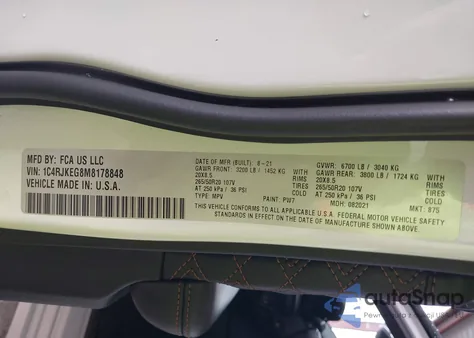 MFD BY: FCA US LLC
VIN: 1C4RJKEG8M8178848
VEHICLE MADE IN: U.S.A.
DATE OF MFR (BUILT) 8-21
GAWR FRONT: 3200 LB / 1452 KG
WITH
20X8.5
RIMS
265/50R20 107V
TIRES
AT 250 kPa / 36 PSI
TYPE: MPV
PAINT: PW7
GVWR: 6700 LB / 3040 KG
GAWR REAR: 3800 LB / 1724 KG
WITH
20X8.5
RIMS
265/50R20 107V
TIRES
AT 250 kPa / 36 PSI
MDH: 082021
MKT: 875
THIS VEHICLE CONFORMS TO ALL APPLICABLE U.S.A. FEDERAL MOTOR VEHICLE SAFETY
STANDARDS IN EFFECT ON THE DATE OF MANUFACTURE SHOWN ABOVE.
autoShop